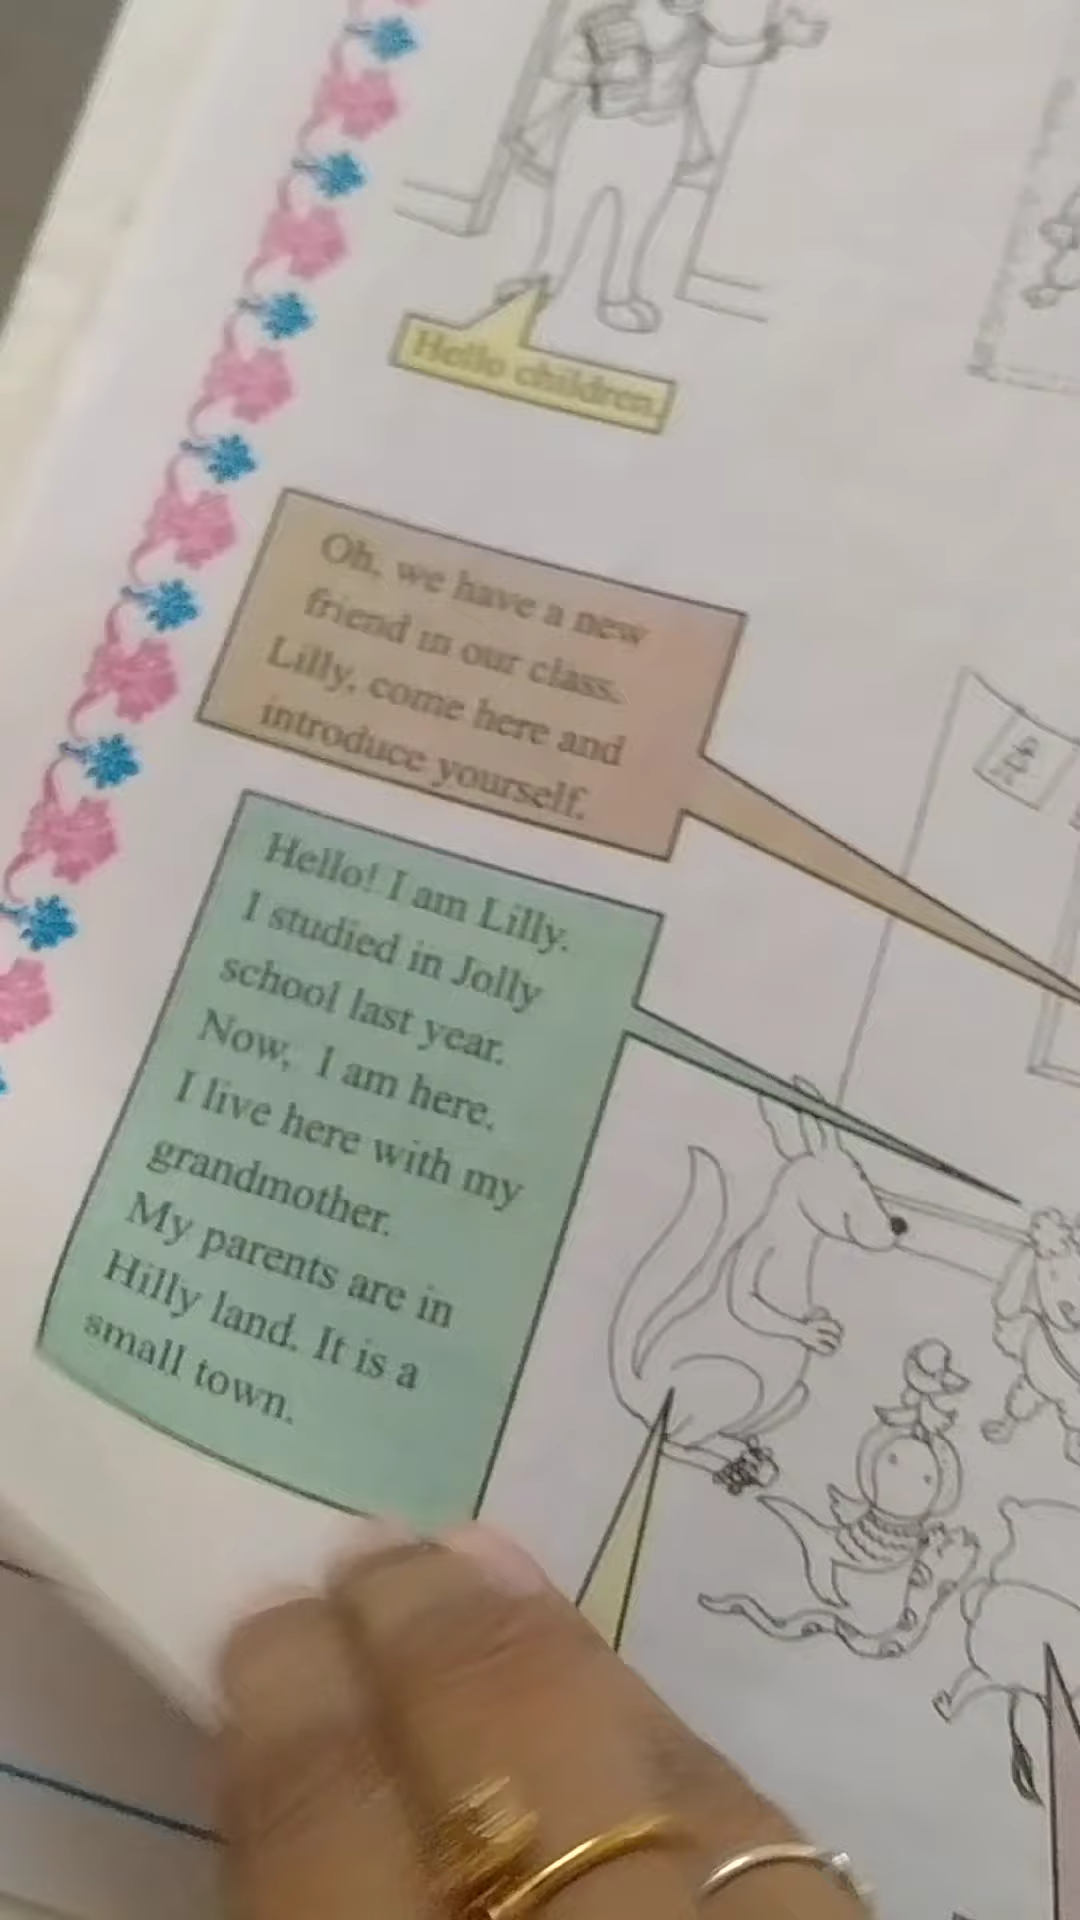 Hello children.
Oh, we have a new
friend in our class.
Lilly, come here and
introduce yourself.
Hello! I am Lilly.
I studied in Jolly
school last year.
Now, I am here.
I live here with my
grandmother.
My parents are in
Hilly land. It is a
small town.